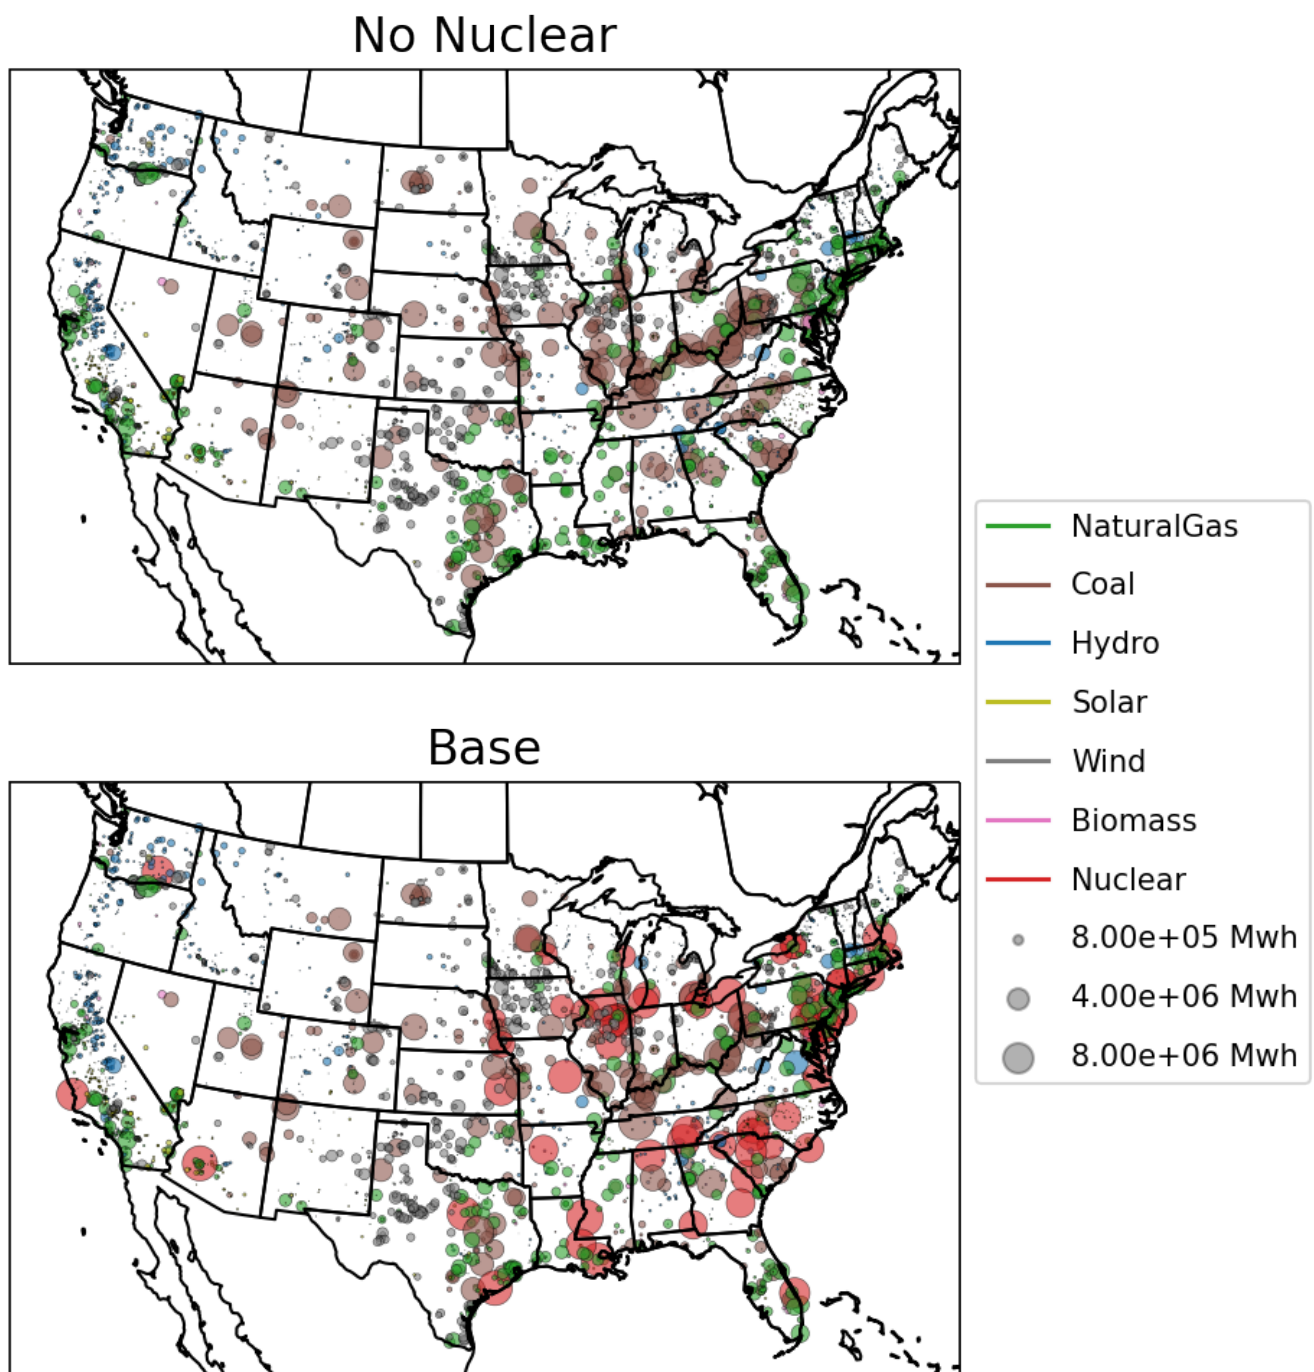 No Nuclear
NaturalGas
Coal
Hydro
Solar
Wind
Biomass
Nuclear
8.00e+05 Mwh
4.00e+06 Mwh
8.00e+06 Mwh
Base